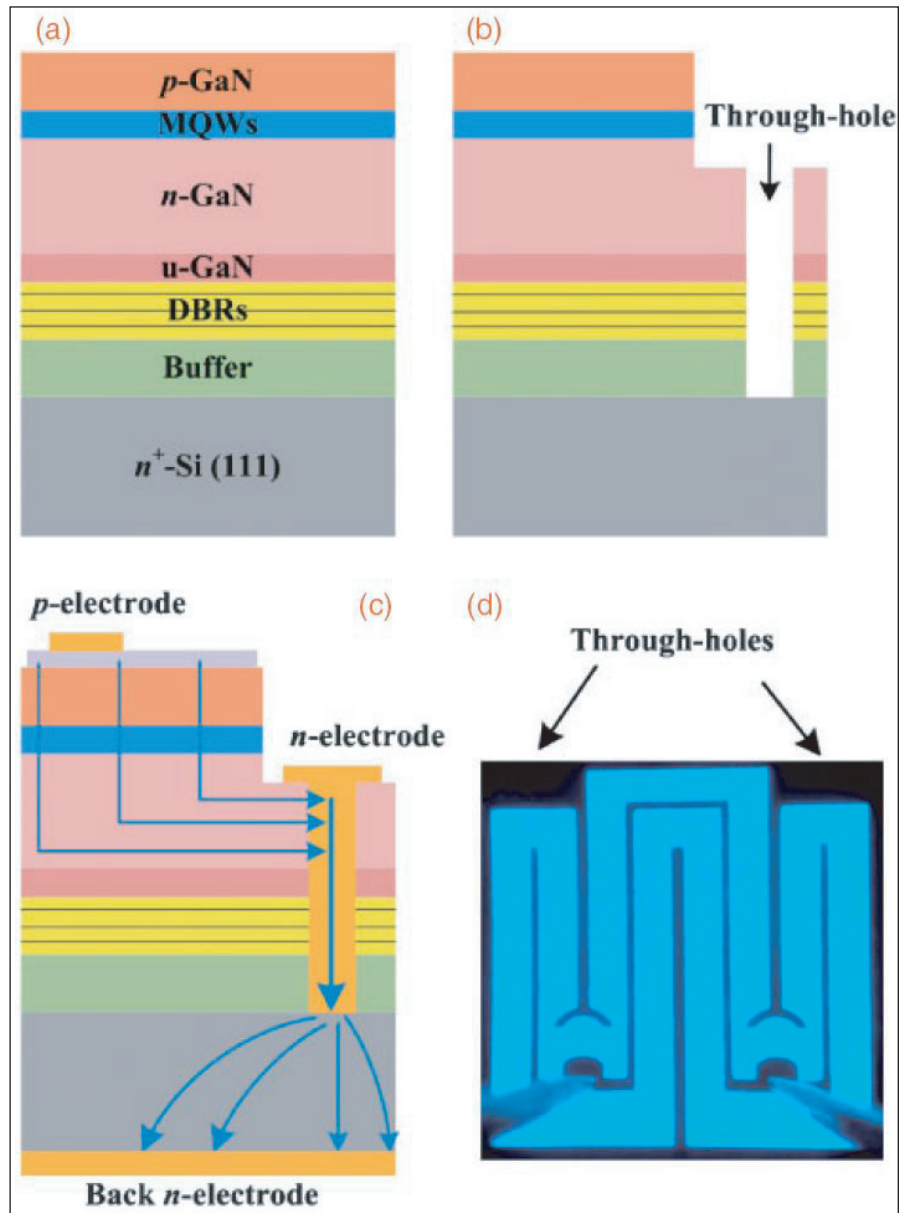 (a)
p-GaN
MQWs
n-GaN
u-GaN
DBRs
Buffer
n⁺-Si (111)
(b)
Through-hole
(c)
p-electrode
n-electrode
Back n-electrode
(d)
Through-holes